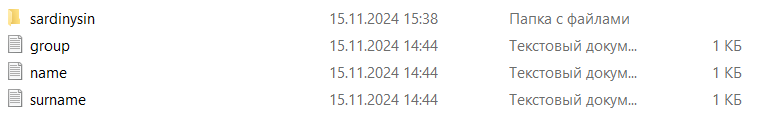 sardinysin 15.11.2024 15:38 Папка с файлами
group 15.11.2024 14:44 Текстовый докум... 1 КБ
name 15.11.2024 14:44 Текстовый докум... 1 КБ
surname 15.11.2024 14:44 Текстовый докум... 1 КБ